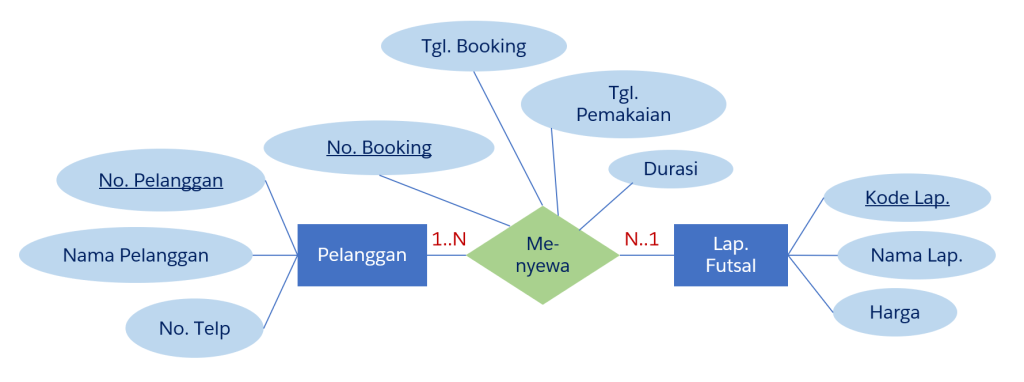 Tgl. Booking
Tgl.
Pemakaian
No. Booking
Durasi
No. Pelanggan
Kode Lap.
Nama Pelanggan
Pelanggan
1..N
Me-
nyewa
N..1
Lap.
Futsal
Nama Lap.
No. Telp
Harga